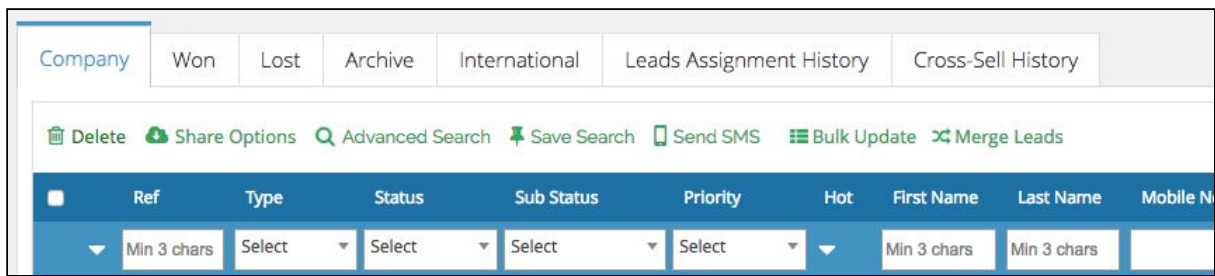 Company Won Lost Archive International Leads Assignment History Cross-Sell History
Delete Share Options Advanced Search Save Search Send SMS Bulk Update Merge Leads
Ref Type Status Sub Status Priority Hot First Name Last Name Mobile N
Min 3 chars Select Select Select Select Min 3 chars Min 3 chars